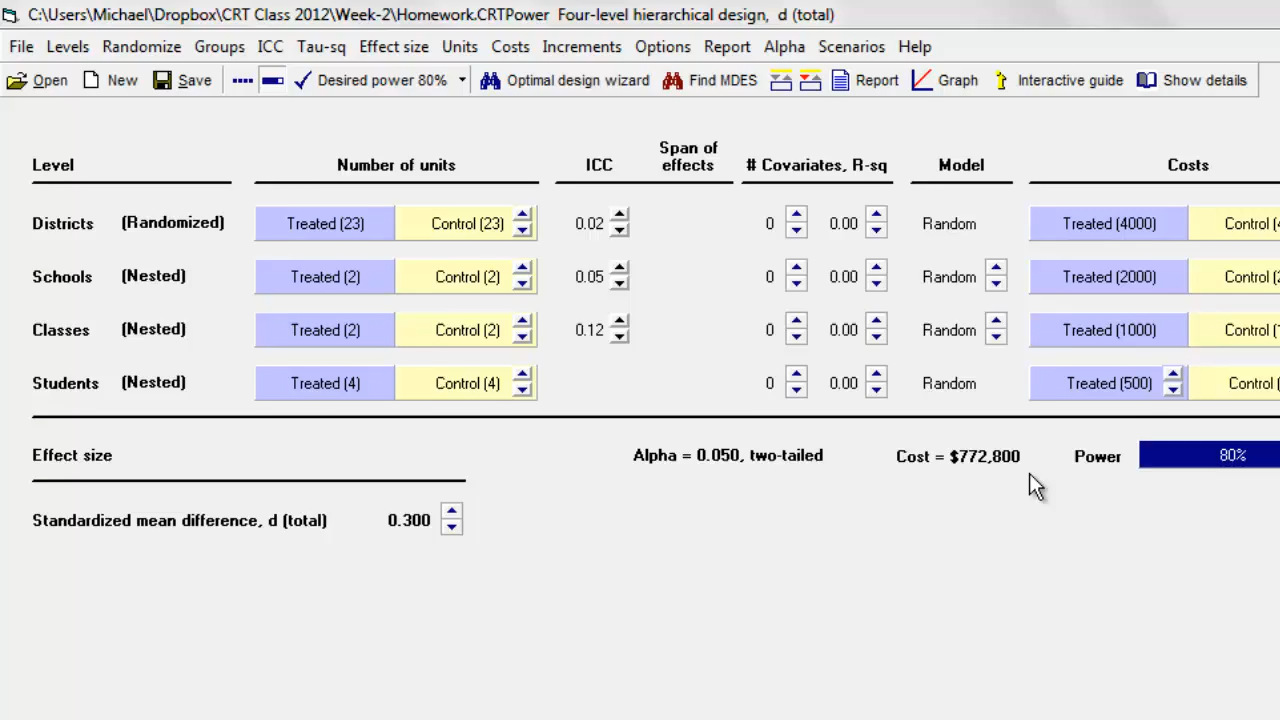 C:\Users\Michael\Dropbox\CRT Class 2012\Week-2\Homework.CRTPower Four-level hierarchical design, d (total)
File Levels Randomize Groups ICC Tau-sq Effect size Units Costs Increments Options Report Alpha Scenarios Help
Open New Save Desired power 80% Optimal design wizard Find MDES Report Graph Interactive guide Show details
Span of
Level Number of units ICC effects # Covariates, R-sq Model Costs
Districts (Randomized) Treated (23) Control (23) 0.02 0 0.00 Random Treated (4000) Control (4
Schools (Nested) Treated (2) Control (2) 0.05 0 0.00 Random Treated (2000) Control (2
Classes (Nested) Treated (2) Control (2) 0.12 0 0.00 Random Treated (1000) Control (1
Students (Nested) Treated (4) Control (4) 0 0.00 Random Treated (500) Control (
Effect size Alpha = 0.050, two-tailed Cost = $772,800 Power 80%
Standardized mean difference, d (total) 0.300